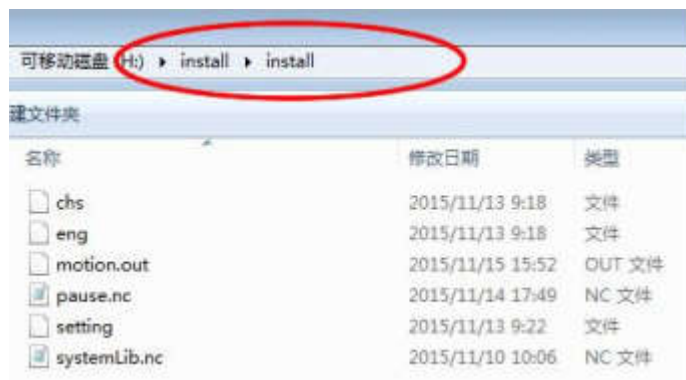 可移动磁盘 (H:) ▸ install ▸ install
建文件夹
名称 修改日期 类型
chs 2015/11/13 9:18 文件
eng 2015/11/13 9:18 文件
motion.out 2015/11/15 15:52 OUT 文件
pause.nc 2015/11/14 17:49 NC 文件
setting 2015/11/13 9:22 文件
systemLib.nc 2015/11/10 10:06 NC 文件